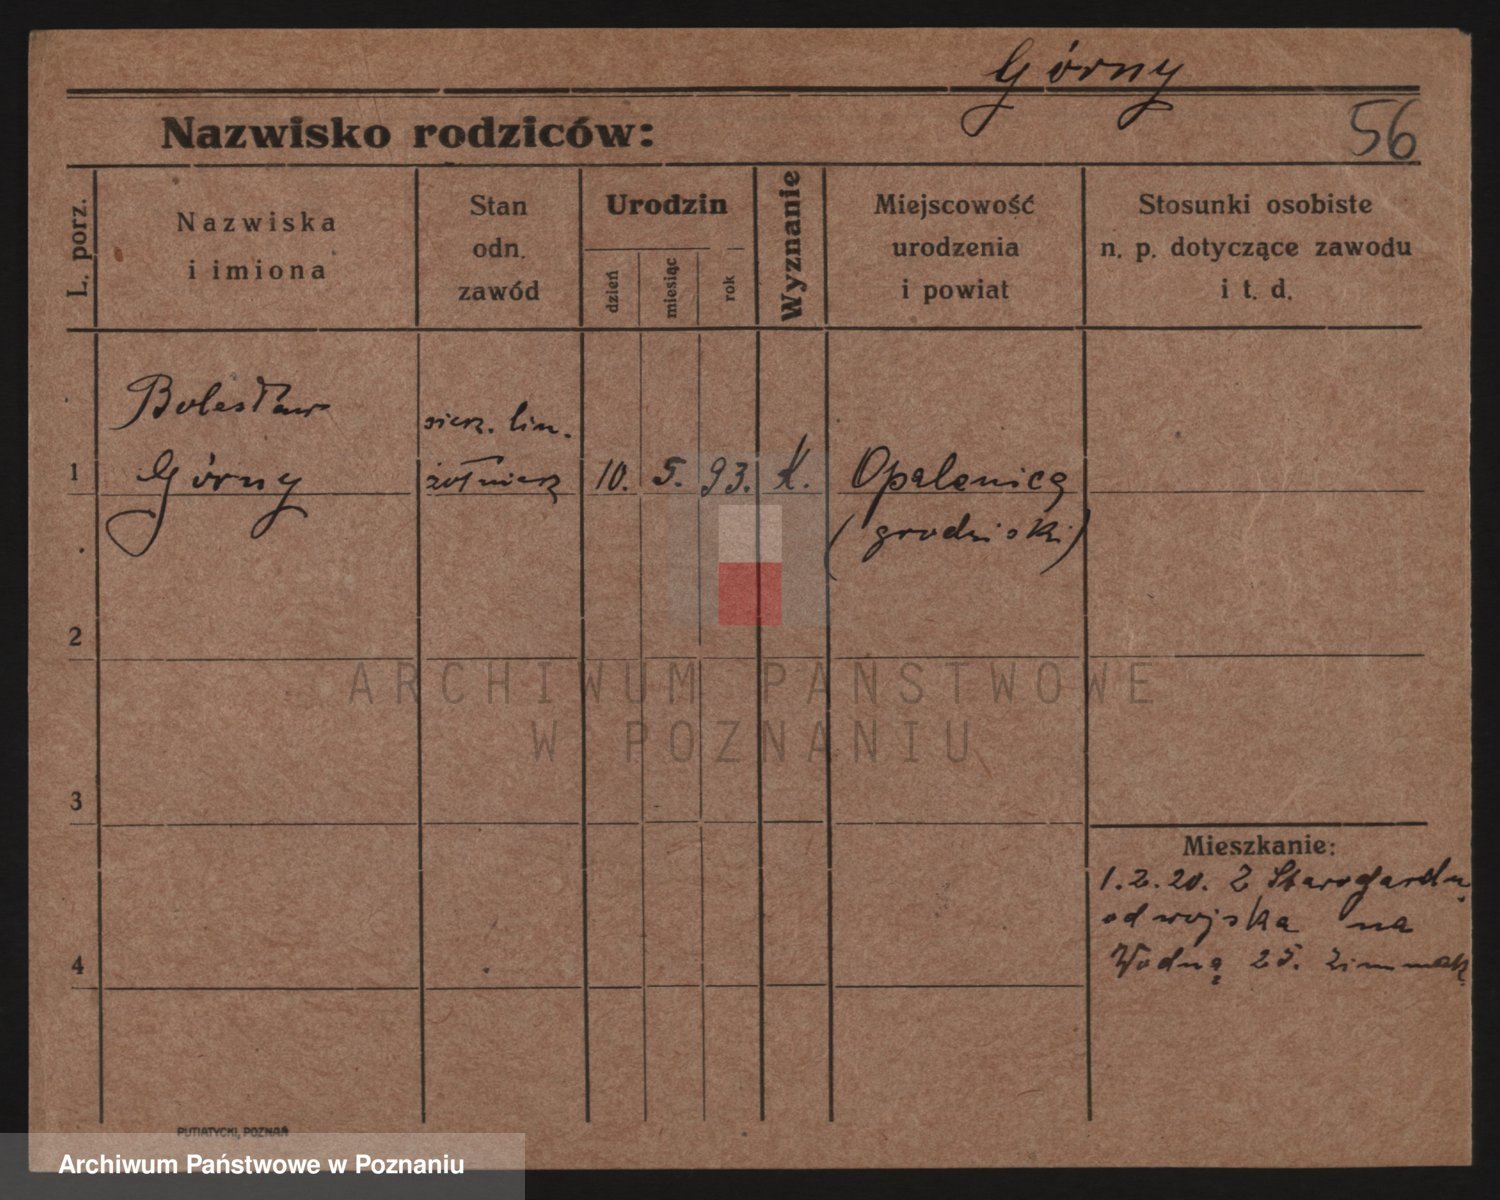 Górny
Nazwisko rodziców:
56
L. porz.
Nazwiska
i imiona
Stan
odn.
zawód
Urodzin
dzień
miesiąc
rok
Wyznanie
Miejscowość
urodzenia
i powiat
Stosunki osobiste
n. p. dotyczące zawodu
i t. d.
1
Bolesław
Górny
żołnierz
10. 5. 93.
K.
Opalenica
(grodziski)
2
ARCHIWUM PAŃSTWOWE
W POZNANIU
3
Mieszkanie:
1.2.20. Z Starogardu
od wojska na
Wodną 25.
4
PUTIATYCKI, POZNAŃ
Archiwum Państwowe w Poznaniu